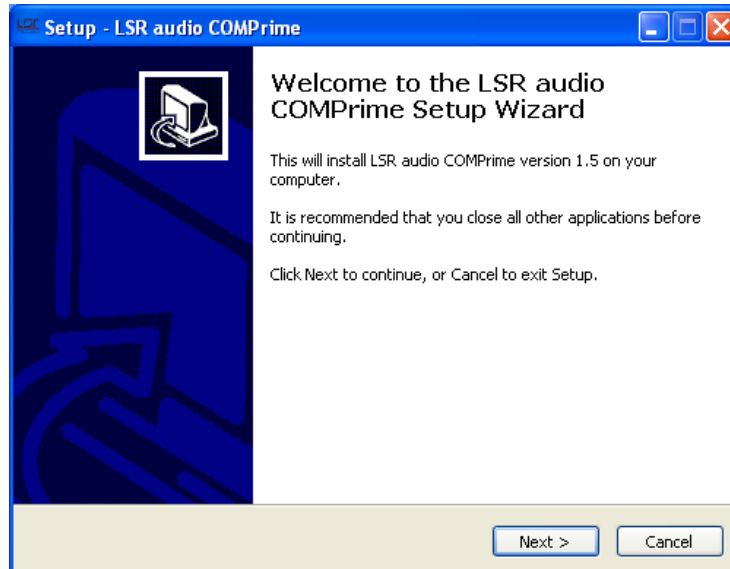 Setup - LSR audio COMPrime
Welcome to the LSR audio
COMPrime Setup Wizard
This will install LSR audio COMPrime version 1.5 on your
computer.
It is recommended that you close all other applications before
continuing.
Click Next to continue, or Cancel to exit Setup.
Next >
Cancel